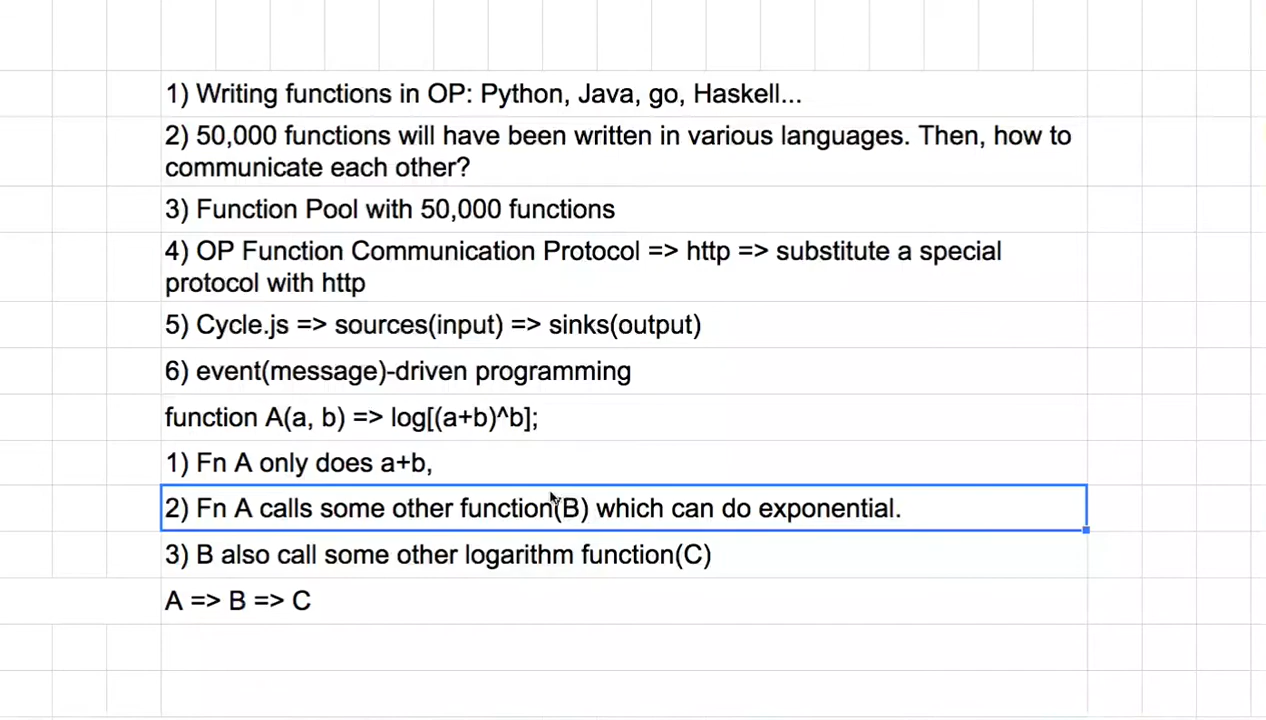 1) Writing functions in OP: Python, Java, go, Haskell...
2) 50,000 functions will have been written in various languages. Then, how to
communicate each other?
3) Function Pool with 50,000 functions
4) OP Function Communication Protocol => http => substitute a special
protocol with http
5) Cycle.js => sources(input) => sinks(output)
6) event(message)-driven programming
function A(a, b) => log[(a+b)^b];
1) Fn A only does a+b,
2) Fn A calls some other function(B) which can do exponential.
3) B also call some other logarithm function(C)
A => B => C